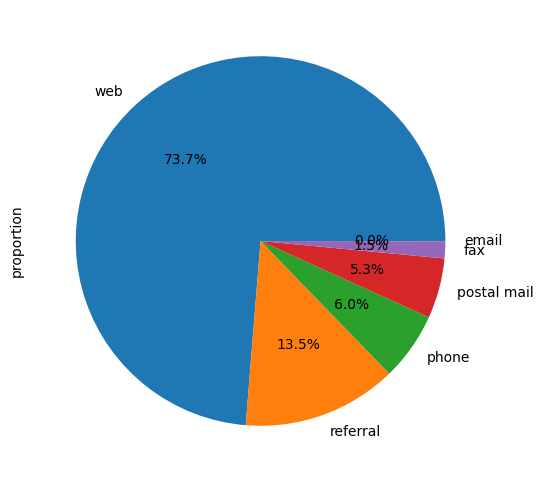 web
73.7%
proportion
0.0%
email
1.5%
fax
5.3%
postal mail
6.0%
phone
13.5%
referral